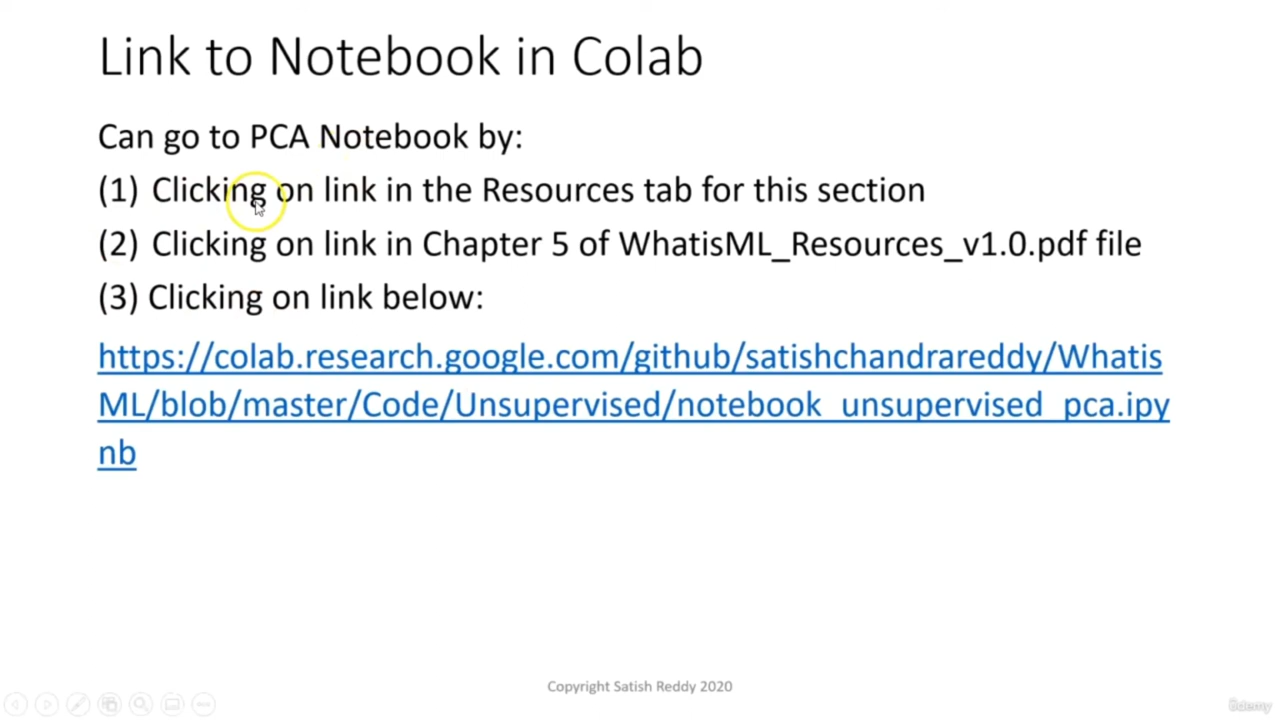 Link to Notebook in Colab
Can go to PCA Notebook by:
(1) Clicking on link in the Resources tab for this section
(2) Clicking on link in Chapter 5 of WhatisML_Resources_v1.0.pdf file
(3) Clicking on link below:
https://colab.research.google.com/github/satishchandrareddy/Whatis
ML/blob/master/Code/Unsupervised/notebook_unsupervised_pca.ipy
nb
Copyright Satish Reddy 2020
ûdemy